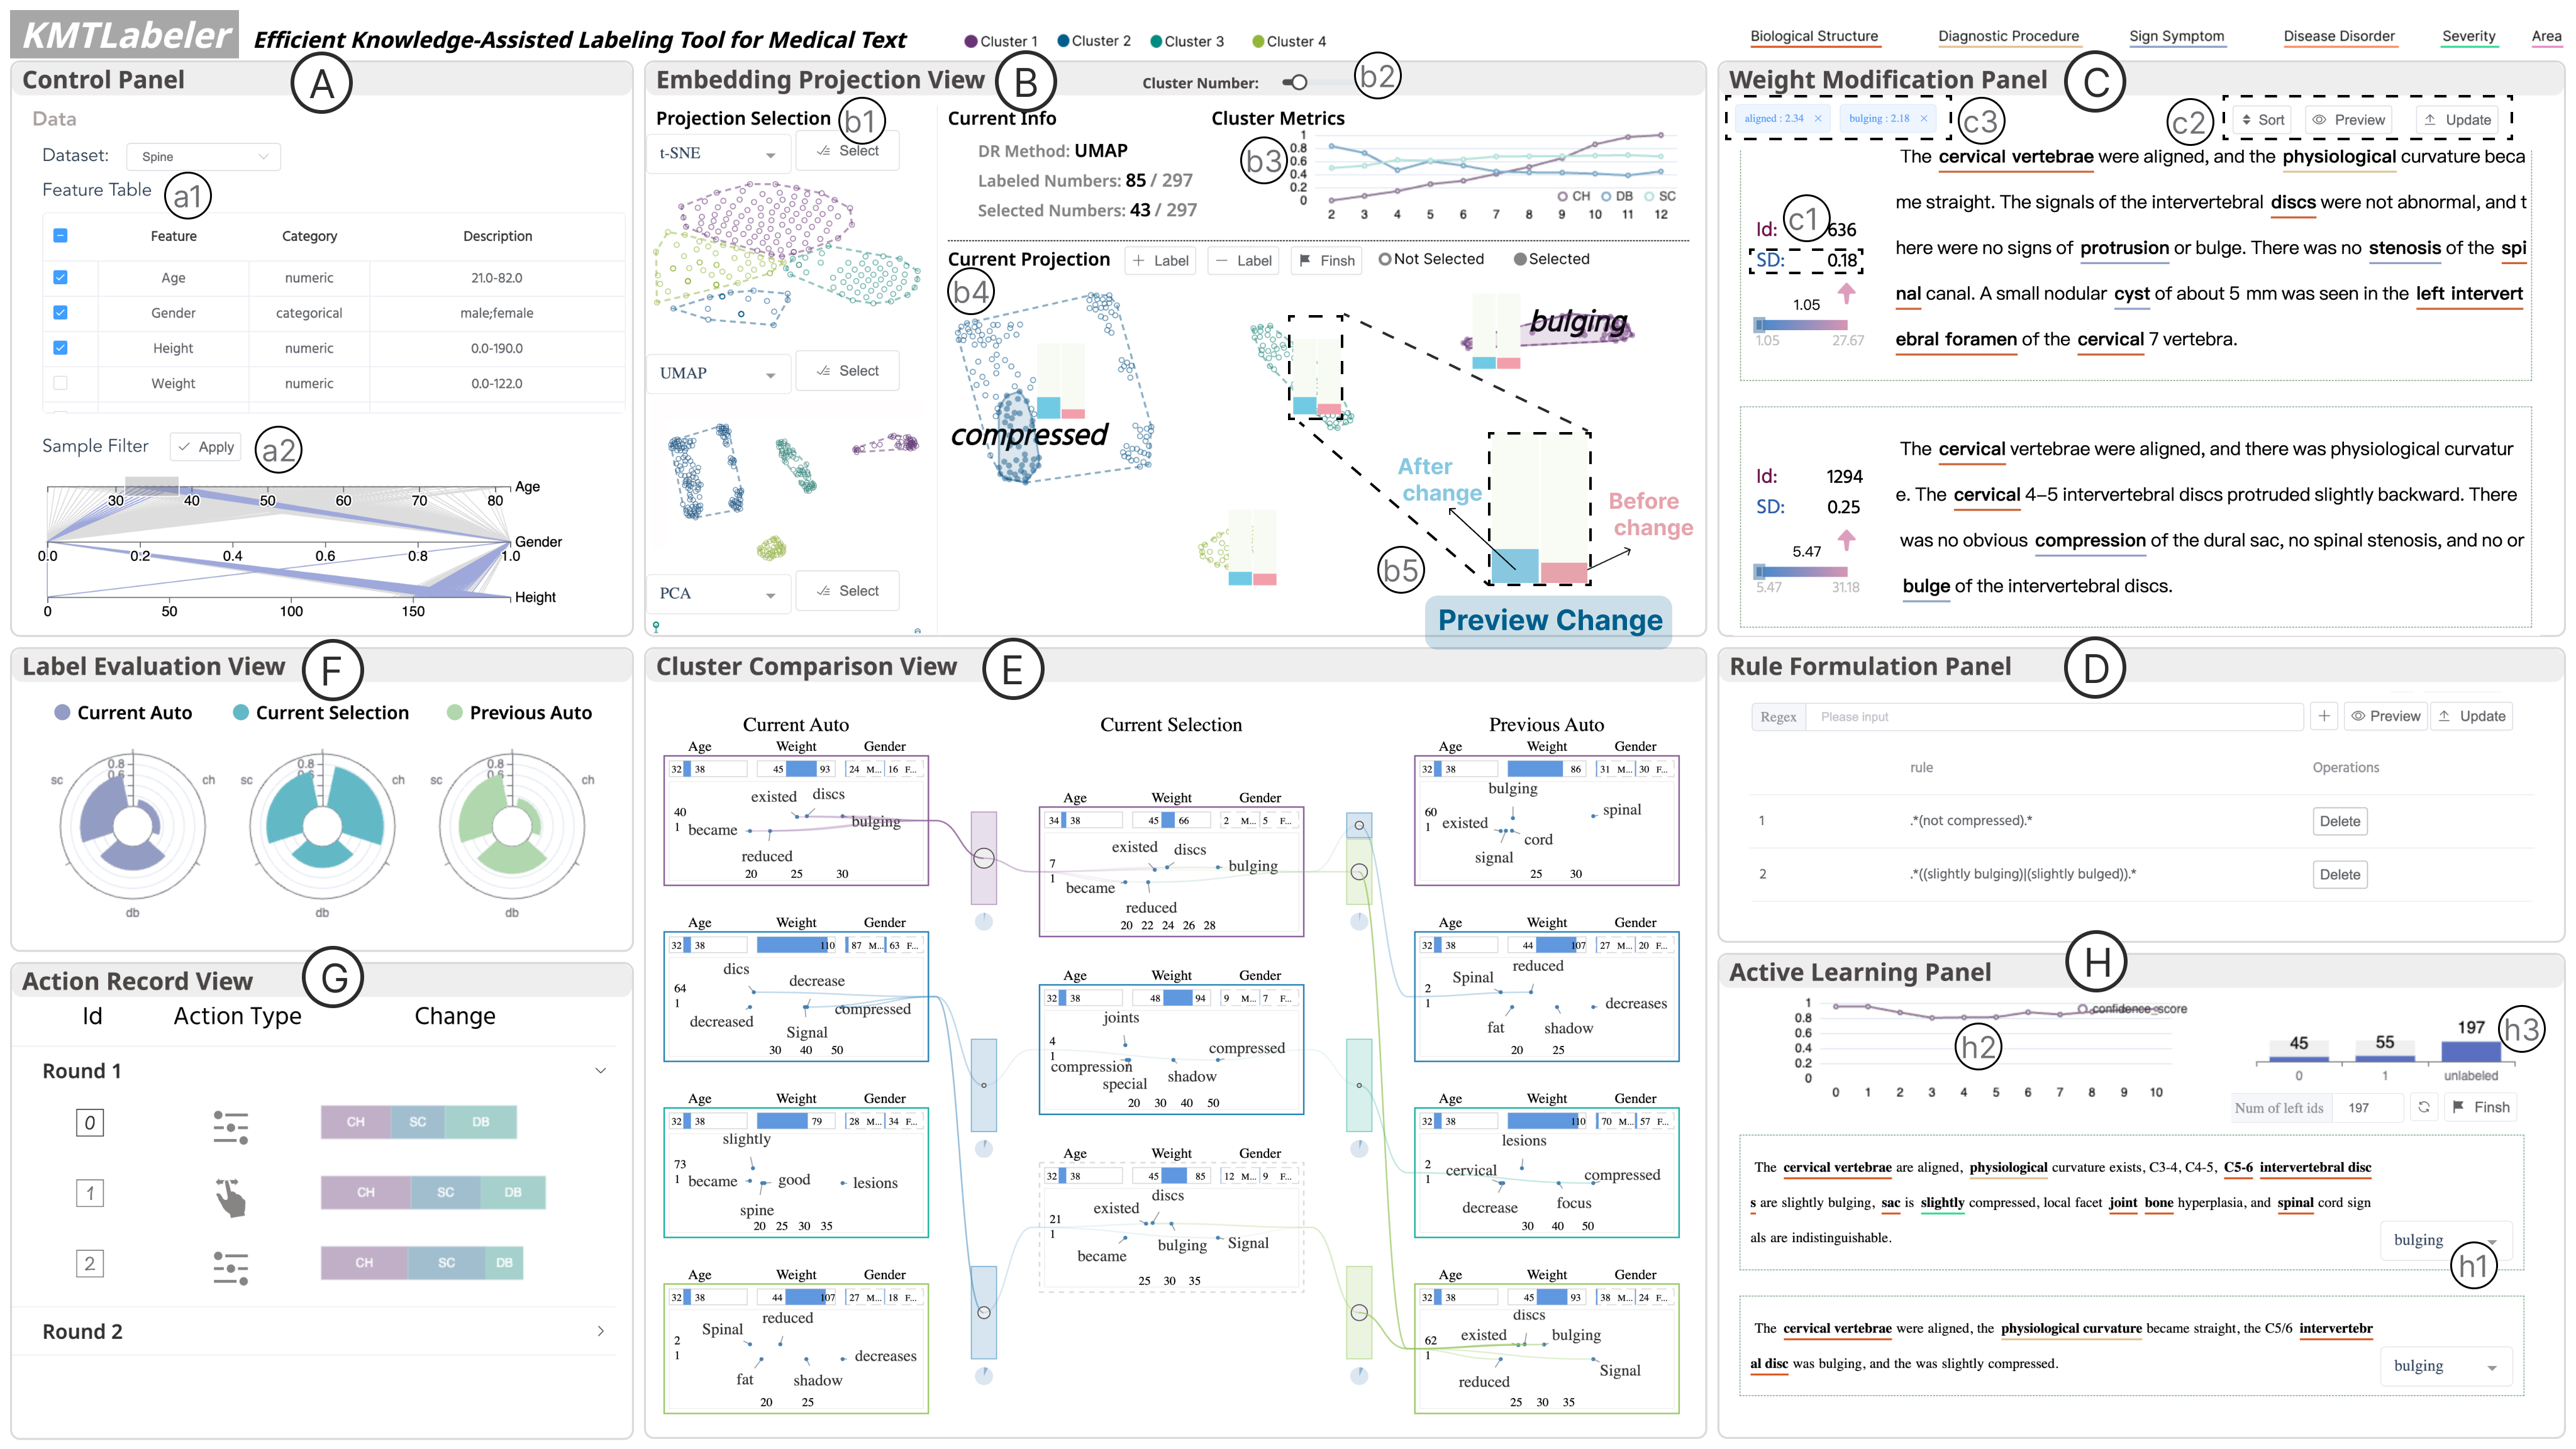 KMTLabeler Efficient Knowledge-Assisted Labeling Tool for Medical Text
Cluster 1 Cluster 2 Cluster 3 Cluster 4
Biological Structure Diagnostic Procedure Sign Symptom Disease Disorder Severity Area
Control Panel A
Data
Dataset: Spine
Feature Table a1
Feature Category Description
Age numeric 21.0-82.0
Gender categorical male;female
Height numeric 0.0-190.0
Weight numeric 0.0-122.0
Sample Filter Apply a2
30 40 50 60 70 80 Age
0.0 0.2 0.4 0.6 0.8 1.0 Gender
0 50 100 150 Height
Embedding Projection View B Cluster Number: b2
Projection Selection b1
t-SNE Select
UMAP Select
PCA Select
Current Info
DR Method: UMAP
Labeled Numbers: 85 / 297
Selected Numbers: 43 / 297
Cluster Metrics
b3
1
0.8
0.6
0.4
0.2
0
CH DB SC
2 3 4 5 6 7 8 9 10 11 12
Current Projection + Label − Label Finsh Not Selected Selected
b4
compressed
bulging
After
change
Before
change
b5
Preview Change
Weight Modification Panel C
aligned : 2.34 × bulging : 2.18 × c3
c2 Sort Preview Update
c1
Id: 636
SD: 0.18
1.05
1.05 27.67
The cervical vertebrae were aligned, and the physiological curvature beca
me straight. The signals of the intervertebral discs were not abnormal, and t
here were no signs of protrusion or bulge. There was no stenosis of the spi
nal canal. A small nodular cyst of about 5 mm was seen in the left intervert
ebral foramen of the cervical 7 vertebra.
Id: 1294
SD: 0.25
5.47
5.47 31.18
The cervical vertebrae were aligned, and there was physiological curvatur
e. The cervical 4–5 intervertebral discs protruded slightly backward. There
was no obvious compression of the dural sac, no spinal stenosis, and no or
bulge of the intervertebral discs.
Label Evaluation View F
Current Auto Current Selection Previous Auto
0.8
0.6
sc ch
db
0.8
0.6
sc ch
db
0.8
0.6
sc ch
db
Action Record View G
Id Action Type Change
Round 1
0 CH SC DB
1 CH SC DB
2 CH SC DB
Round 2
Cluster Comparison View E
Current Auto
Age Weight Gender
32 38 45 93 24 M... 16 F...
existed discs
40
1
became bulging
reduced
20 25 30
Age Weight Gender
32 38 110 87 M... 63 F...
dics
decrease
64
1
decreased Signal compressed
30 40 50
Age Weight Gender
32 38 79 28 M... 34 F...
slightly
73
1
became good lesions
spine
20 25 30 35
Age Weight Gender
32 38 44 107 27 M... 18 F...
reduced
Spinal
2
1
decreases
fat shadow
20 25
Current Selection
Age Weight Gender
34 38 45 66 2 M... 5 F...
existed discs
7
1
bulging
became
reduced
20 22 24 26 28
Age Weight Gender
32 38 48 94 9 M... 7 F...
joints
4
1
compressed
compression
special shadow
20 30 40 50
Age Weight Gender
32 38 45 85 12 M... 9 F...
discs
existed
21
1
became bulging Signal
25 30 35
Previous Auto
Age Weight Gender
32 38 86 31 M... 30 F...
bulging
spinal
60
1
existed
cord
signal
25 30
Age Weight Gender
32 38 44 107 27 M... 20 F...
reduced
Spinal
2
1
decreases
fat shadow
20 25
Age Weight Gender
32 38 110 70 M... 57 F...
lesions
2
1
cervical compressed
decrease focus
30 40 50
Age Weight Gender
32 38 45 93 38 M... 24 F...
discs
existed bulging
62
1
Signal
reduced
25 30 35
Rule Formulation Panel D
Regex Please input + Preview Update
rule Operations
1 .*(not compressed).* Delete
2 .*((slightly bulging)|(slightly bulged)).* Delete
Active Learning Panel H
1
0.8
0.6
0.4
0.2
0
confidence_score
h2
0 1 2 3 4 5 6 7 8 9 10
45 55 197 h3
0 1 unlabeled
Num of left ids 197 Finsh
The cervical vertebrae are aligned, physiological curvature exists, C3-4, C4-5, C5-6 intervertebral disc
s are slightly bulging, sac is slightly compressed, local facet joint bone hyperplasia, and spinal cord sign
als are indistinguishable.
bulging
h1
The cervical vertebrae were aligned, the physiological curvature became straight, the C5/6 intervertebr
al disc was bulging, and the was slightly compressed.
bulging